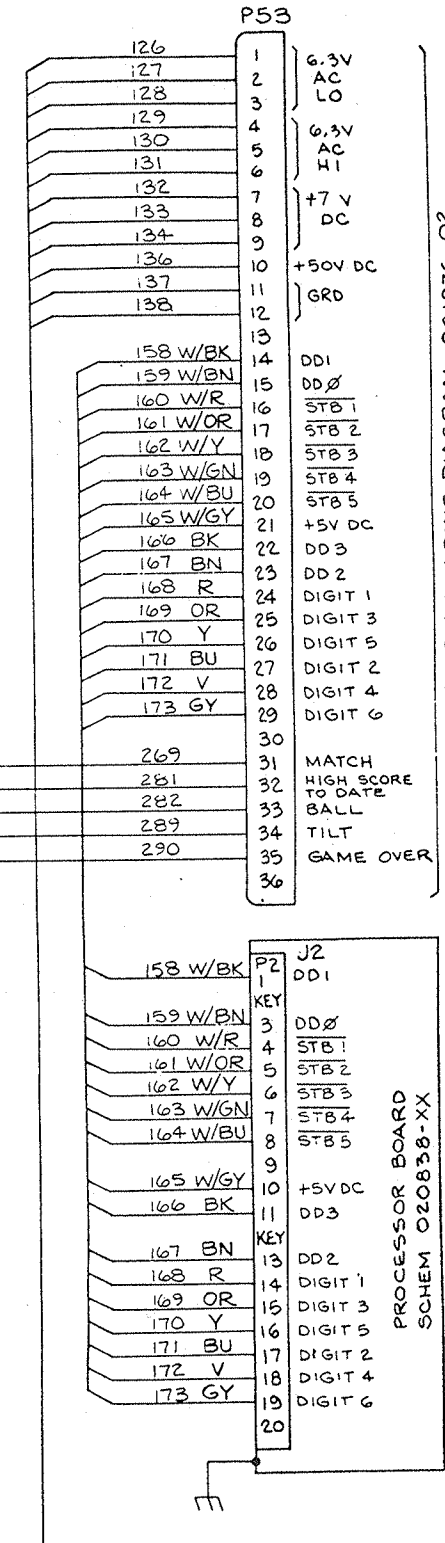 P53
126 1 6.3V
127 2 AC
128 3 LO
129 4 6.3V
130 5 AC
131 6 HI
132 7 +7 V
133 8 DC
134 9
136 10 +50V DC
137 11 GRD
138 12
13
158 W/BK 14 DD1
159 W/BN 15 DDØ
160 W/R 16 STB 1
161 W/OR 17 STB 2
162 W/Y 18 STB 3
163 W/GN 19 STB 4
164 W/BU 20 STB 5
165 W/GY 21 +5V DC
166 BK 22 DD3
167 BN 23 DD2
168 R 24 DIGIT 1
169 OR 25 DIGIT 3
170 Y 26 DIGIT 5
171 BU 27 DIGIT 2
172 V 28 DIGIT 4
173 GY 29 DIGIT 6
30
269 31 MATCH
281 32 HIGH SCORE
TO DATE
282 33 BALL
289 34 TILT
290 35 GAME OVER
36
P2 J2
158 W/BK 1 DD1
KEY
159 W/BN 3 DDØ
160 W/R 4 STB 1
161 W/OR 5 STB 2
162 W/Y 6 STB 3
163 W/GN 7 STB 4
164 W/BU 8 STB 5
9
165 W/GY 10 +5V DC
166 BK 11 DD3
KEY
167 BN 13 DD2
168 R 14 DIGIT 1
169 OR 15 DIGIT 3
170 Y 16 DIGIT 5
171 BU 17 DIGIT 2
172 V 18 DIGIT 4
173 GY 19 DIGIT 6
20
PROCESSOR BOARD
SCHEM 020838-XX